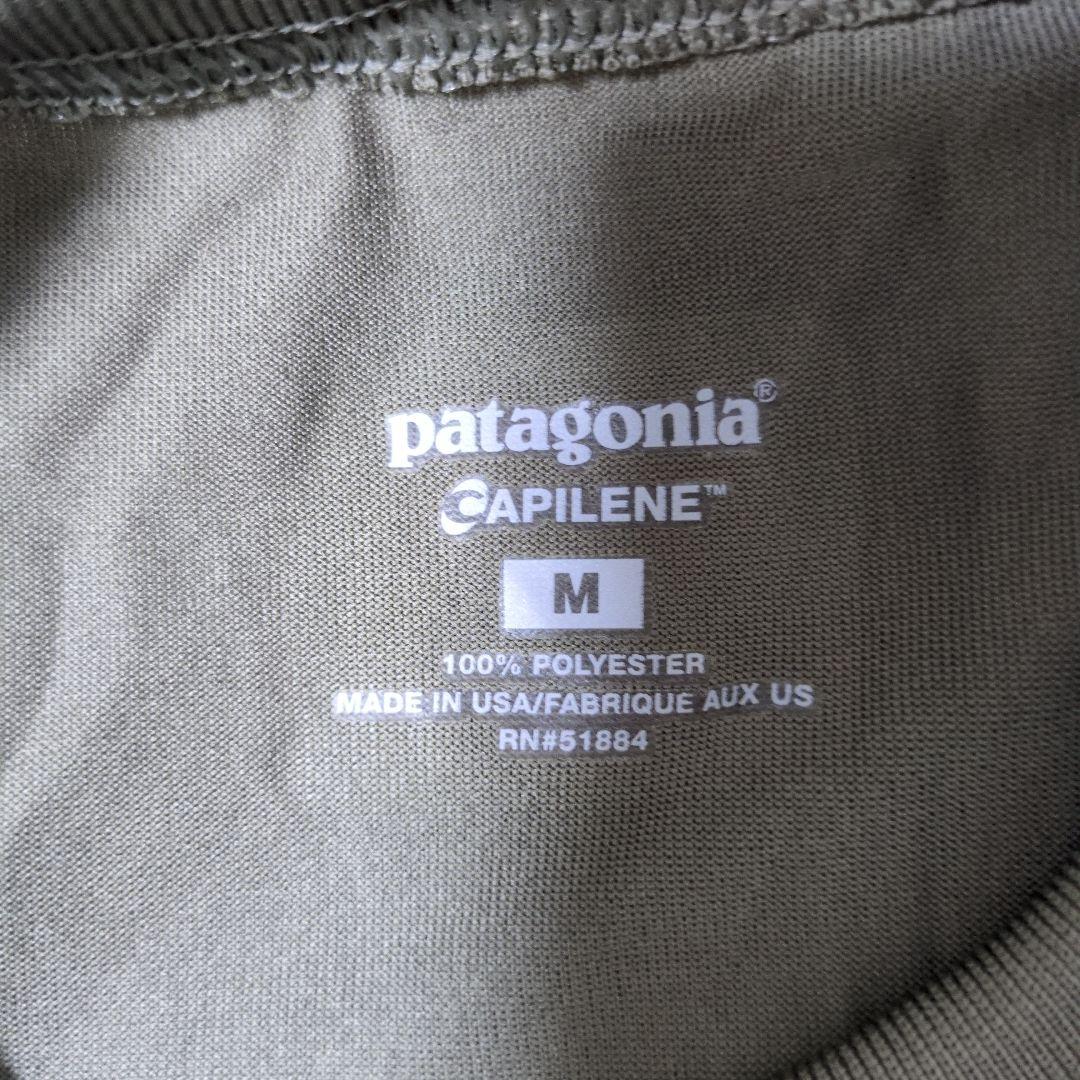 patagonia®
CAPILENE™
M
100% POLYESTER
MADE IN USA/FABRIQUE AUX US
RN#51884